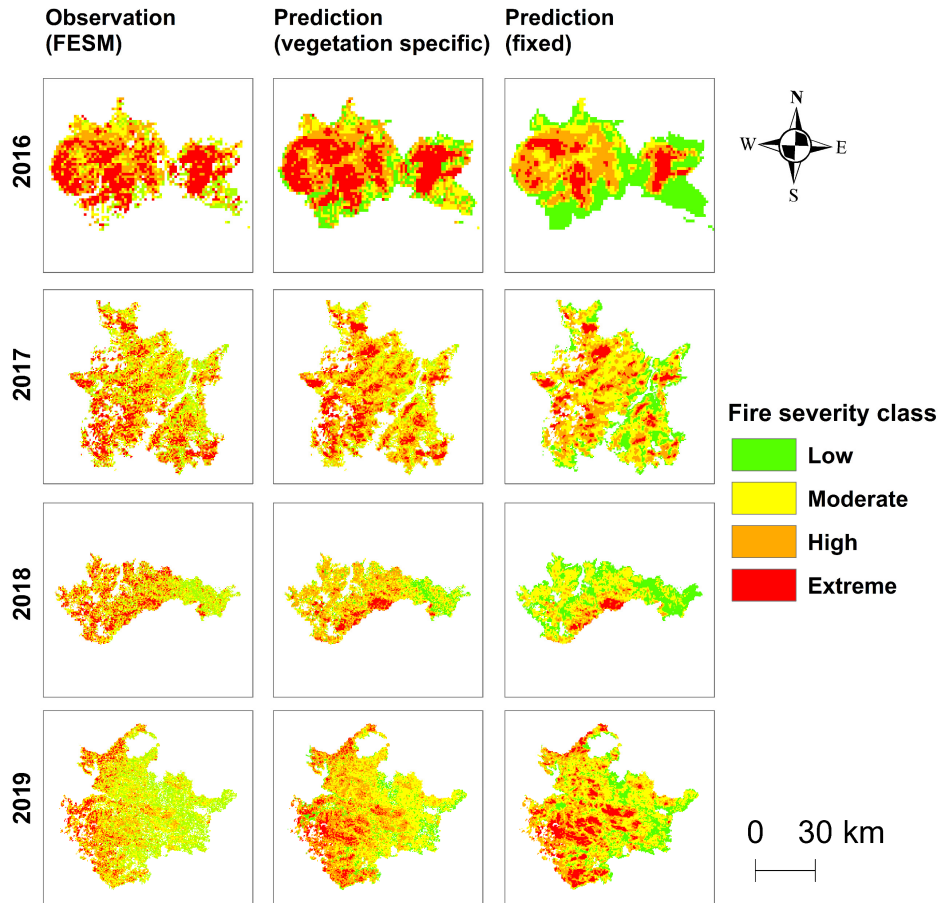 Observation
(FESM)
Prediction
(vegetation specific)
Prediction
(fixed)
2016
N
W
E
S
2017
Fire severity class
Low
Moderate
High
Extreme
2018
2019
0 30 km